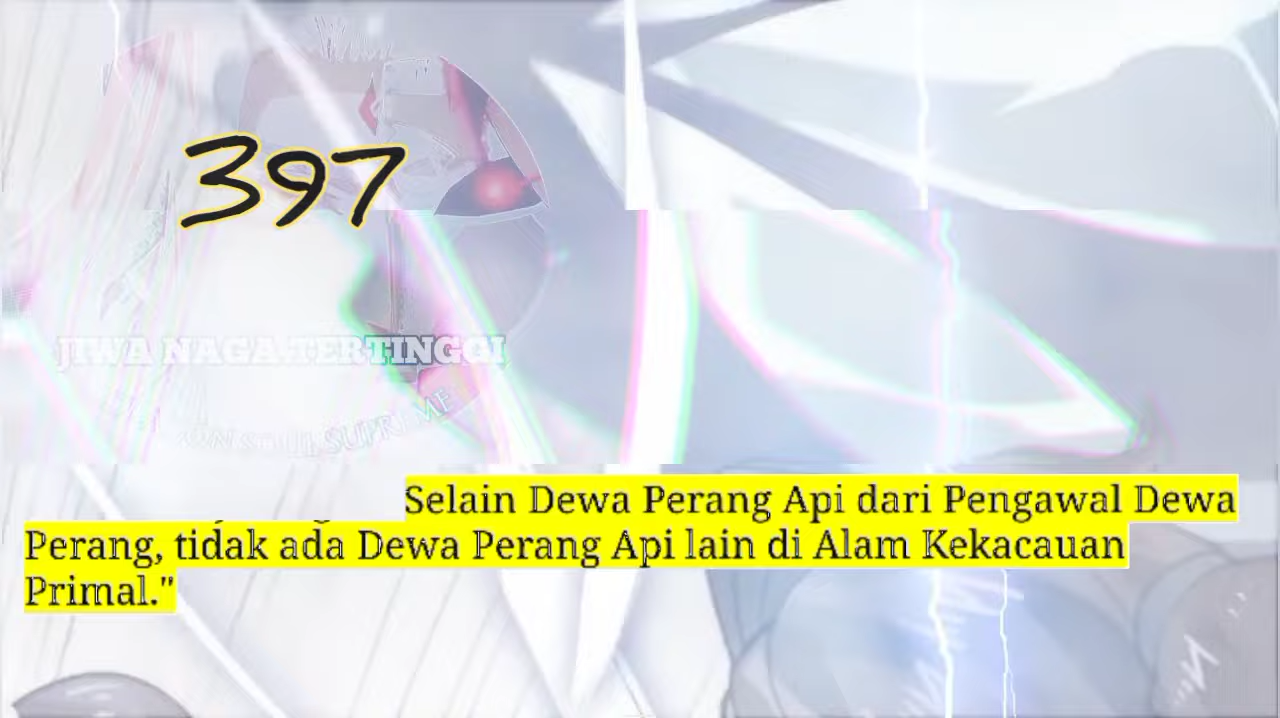 397
JIWA NAGA TERTINGGI
SUPREME
Selain Dewa Perang Api dari Pengawal Dewa
Perang, tidak ada Dewa Perang Api lain di Alam Kekacauan
Primal."